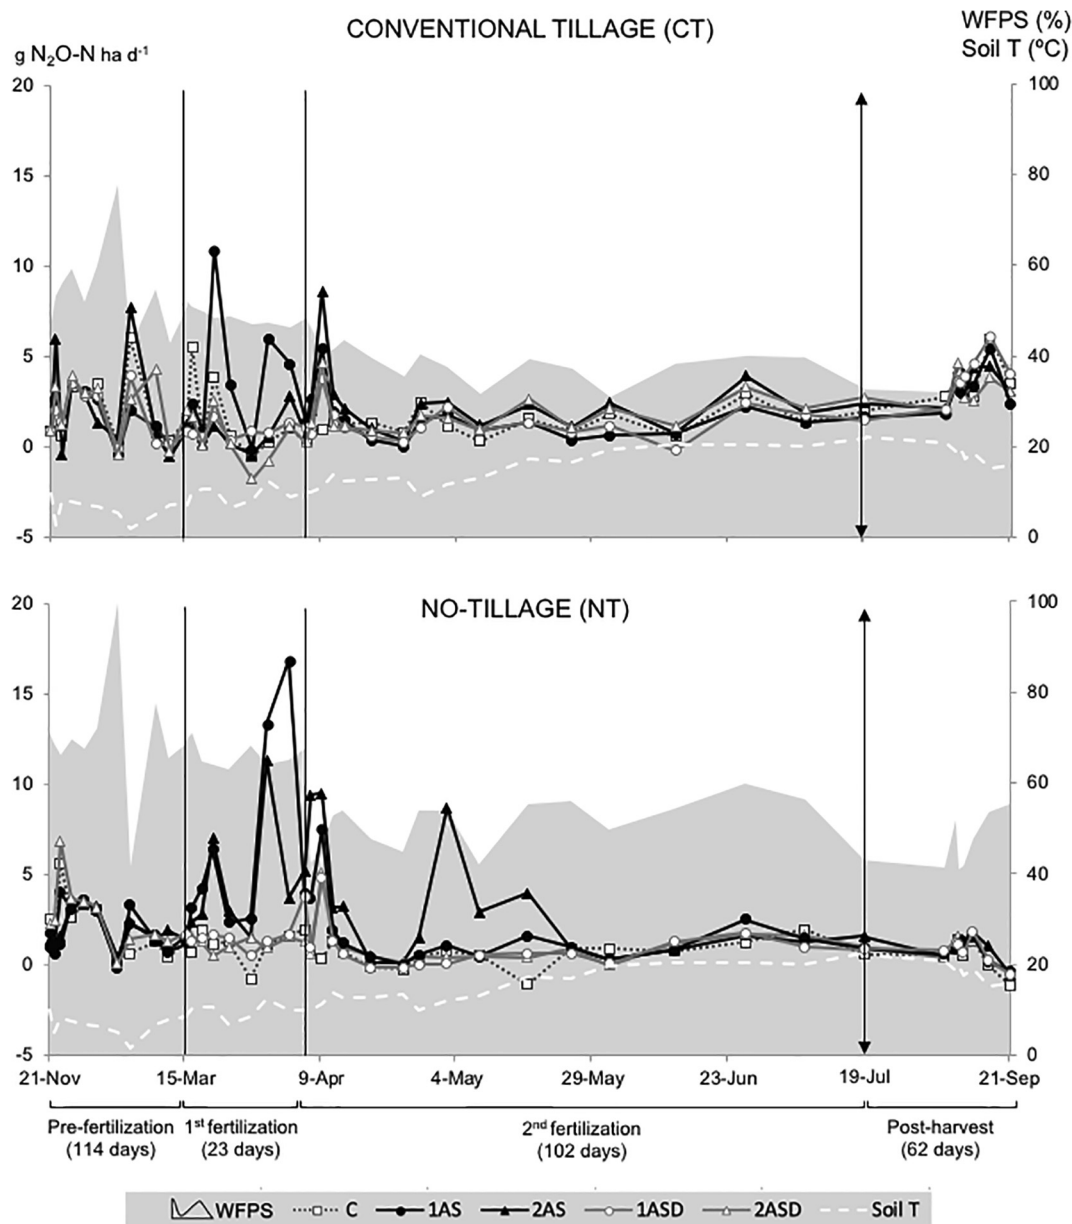 CONVENTIONAL TILLAGE (CT)
WFPS (%)
Soil T (ºC)
g N₂O-N ha d⁻¹
20
15
10
5
0
-5
100
80
60
40
20
0
NO-TILLAGE (NT)
20
15
10
5
0
-5
100
80
60
40
20
0
21-Nov 15-Mar 9-Apr 4-May 29-May 23-Jun 19-Jul 21-Sep
Pre-fertilization 1st fertilization 2nd fertilization Post-harvest
(114 days) (23 days) (102 days) (62 days)
WFPS C 1AS 2AS 1ASD 2ASD Soil T